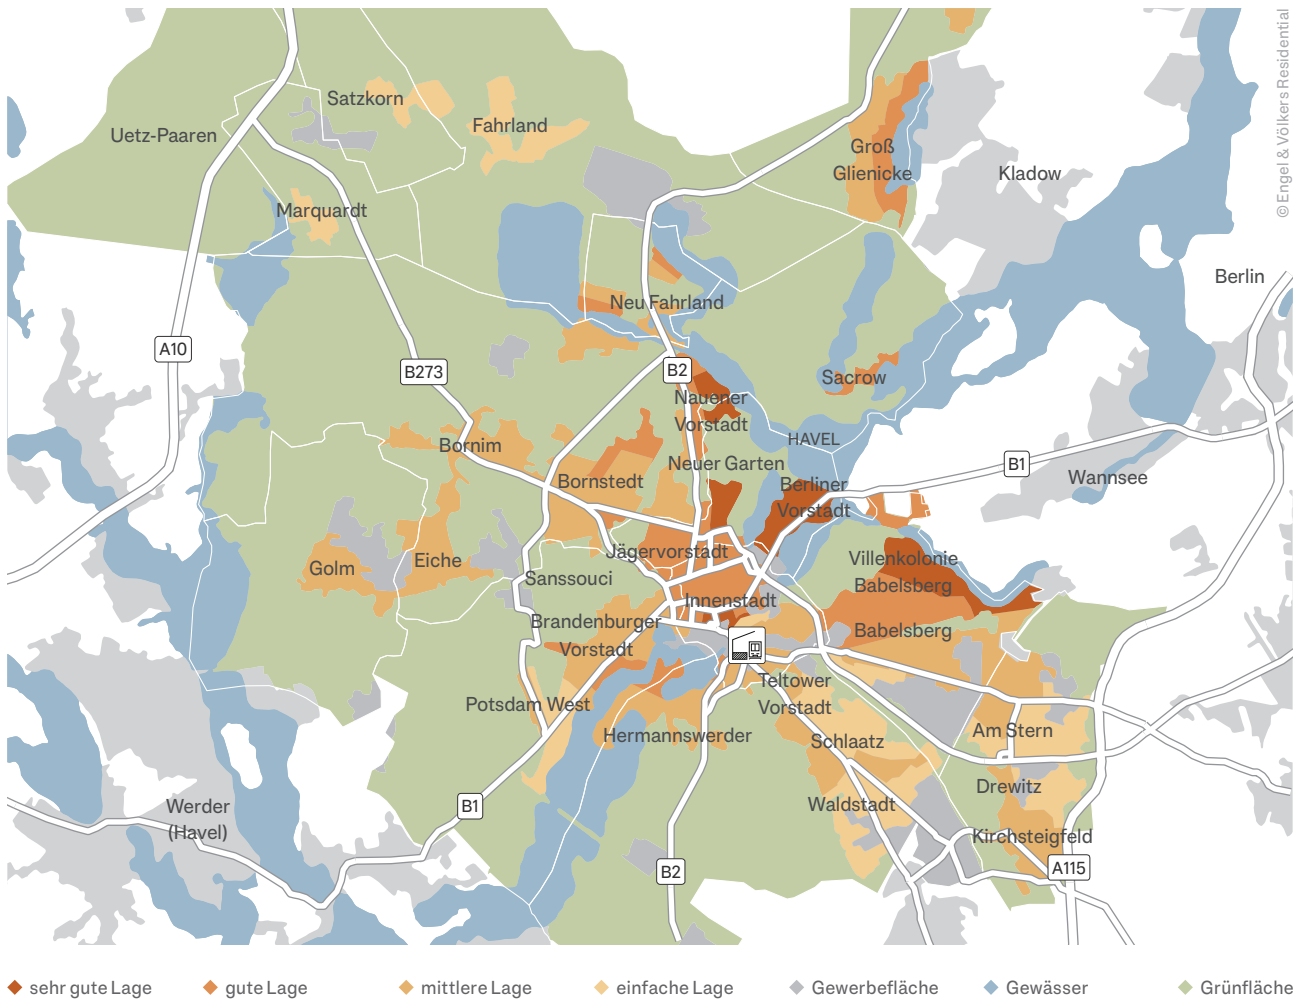 © Engel & Völkers Residential
Satzkorn
Fahrland
Uetz-Paaren
Groß
Glienicke
Kladow
Marquardt
Berlin
Neu Fahrland
A10
B273
B2
Sacrow
Nauener
Vorstadt
HAVEL
Bornim
Neuer Garten
B1
Wannsee
Bornstedt
Berliner
Vorstadt
Jägervorstadt
Villenkolonie
Babelsberg
Golm
Eiche
Sanssouci
Innenstadt
Brandenburger
Vorstadt
Babelsberg
Teltower
Vorstadt
Potsdam West
Hermannswerder
Schlaatz
Am Stern
Drewitz
Werder
(Havel)
B1
Waldstadt
Kirchsteigfeld
B2
A115
sehr gute Lage
gute Lage
mittlere Lage
einfache Lage
Gewerbefläche
Gewässer
Grünfläche